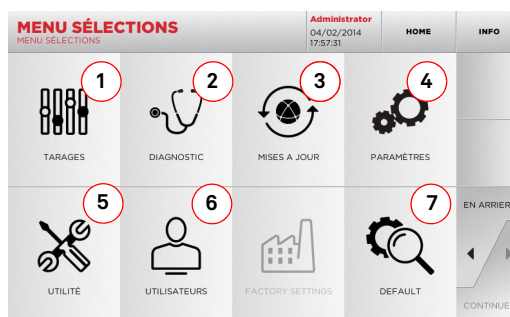 MENU SÉLECTIONS
MENU SÉLECTIONS
Administrator
04/02/2014
17:57:31
HOME
INFO
1
2
3
4
TARAGES
DIAGNOSTIC
MISES A JOUR
PARAMÈTRES
5
6
7
EN ARRIER
UTILITÉ
UTILISATEURS
FACTORY SETTINGS
DEFAULT
CONTINUE